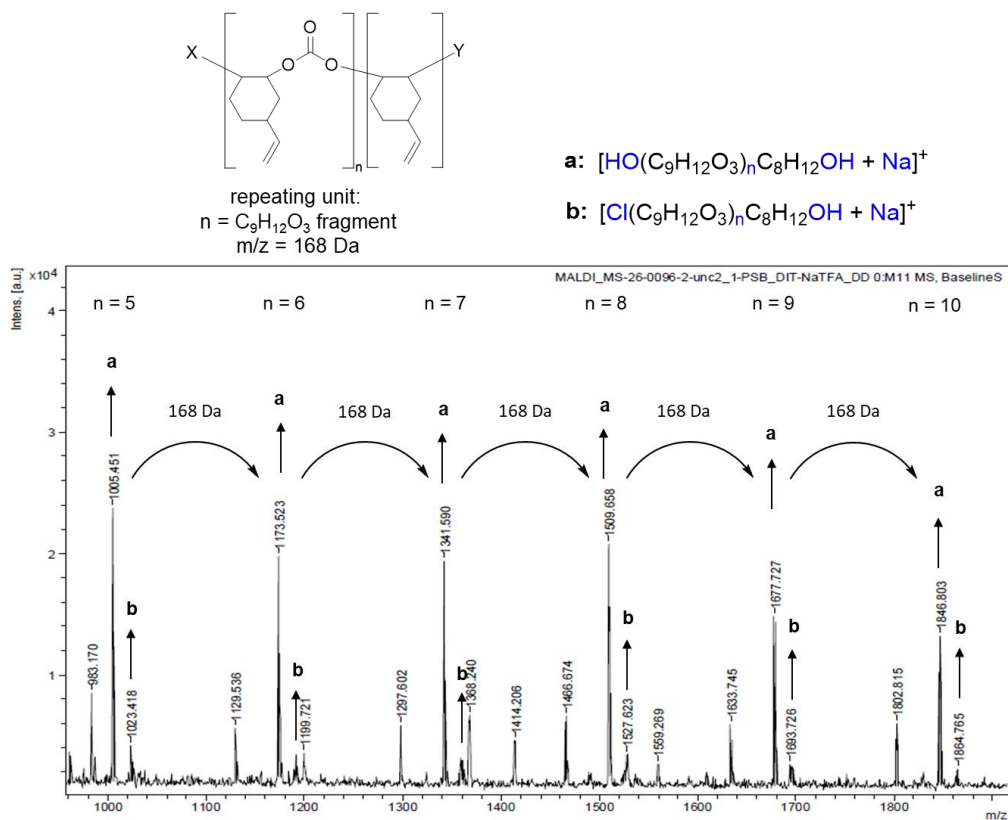 O
X
O
O
Y
n
repeating unit:
n = C₉H₁₂O₃ fragment
m/z = 168 Da
a: [HO(C₉H₁₂O₃)ₙC₈H₁₂OH + Na]⁺
b: [Cl(C₉H₁₂O₃)ₙC₈H₁₂OH + Na]⁺
Intens. [a.u.]
x10⁴
MALDI_MS-26-0096-2-unc2_1-PSB_DIT-NaTFA_DD 0:M11 MS, BaselineS
n = 5 n = 6 n = 7 n = 8 n = 9 n = 10
4
3
2
1
a a a a a a
168 Da 168 Da 168 Da 168 Da 168 Da
b b b b b b
983.170
1005.451
1023.418
1129.536
1173.523
1199.721
1297.602
1341.590
1368.240
1414.206
1466.674
1509.658
1527.623
1559.269
1633.745
1677.727
1693.726
1802.815
1846.803
1864.765
1000 1100 1200 1300 1400 1500 1600 1700 1800
m/z